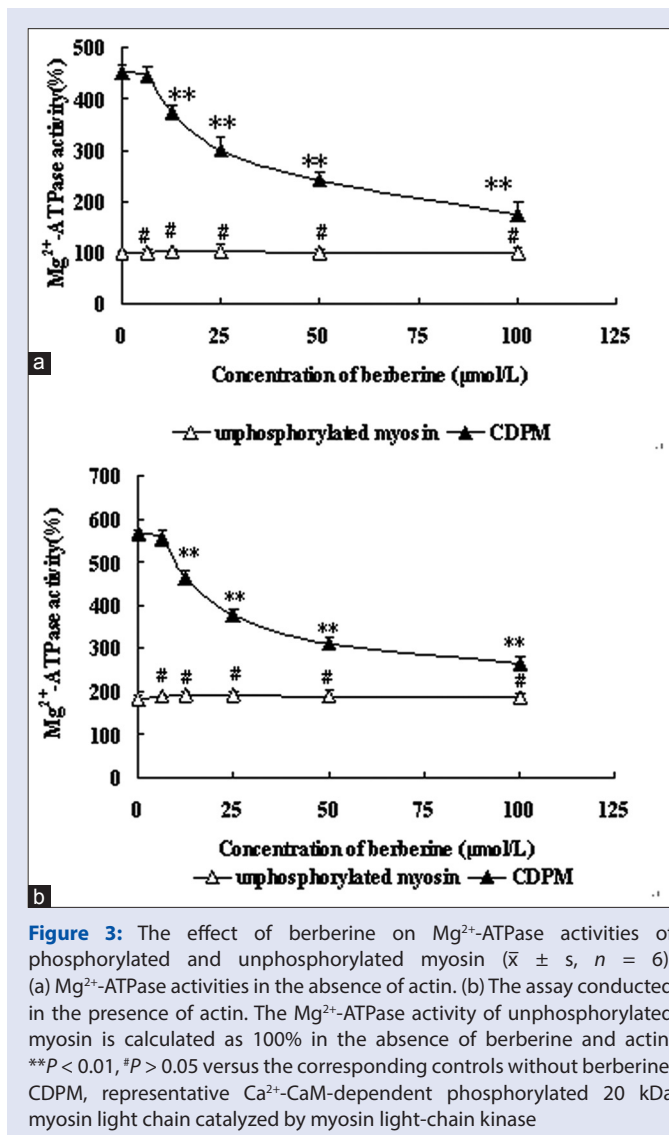 500
400
300
200
100
0
Mg²⁺-ATPase activity(%)
**
**
**
**
#
#
#
#
#
0
25
50
75
100
125
Concentration of berberine (µmol/L)
a
unphosphorylated myosin
CDPM
700
600
500
400
300
200
100
0
Mg²⁺-ATPase activity(%)
**
**
**
**
#
#
#
#
#
0
25
50
75
100
125
Concentration of berberine (µmol/L)
unphosphorylated myosin
CDPM
b
Figure 3: The effect of berberine on Mg²⁺-ATPase activities of
phosphorylated and unphosphorylated myosin (x̅ ± s, n = 6)
(a) Mg²⁺-ATPase activities in the absence of actin. (b) The assay conducted
in the presence of actin. The Mg²⁺-ATPase activity of unphosphorylated
myosin is calculated as 100% in the absence of berberine and actin
**P < 0.01, #P > 0.05 versus the corresponding controls without berberine
CDPM, representative Ca²⁺-CaM-dependent phosphorylated 20 kDa
myosin light chain catalyzed by myosin light-chain kinase